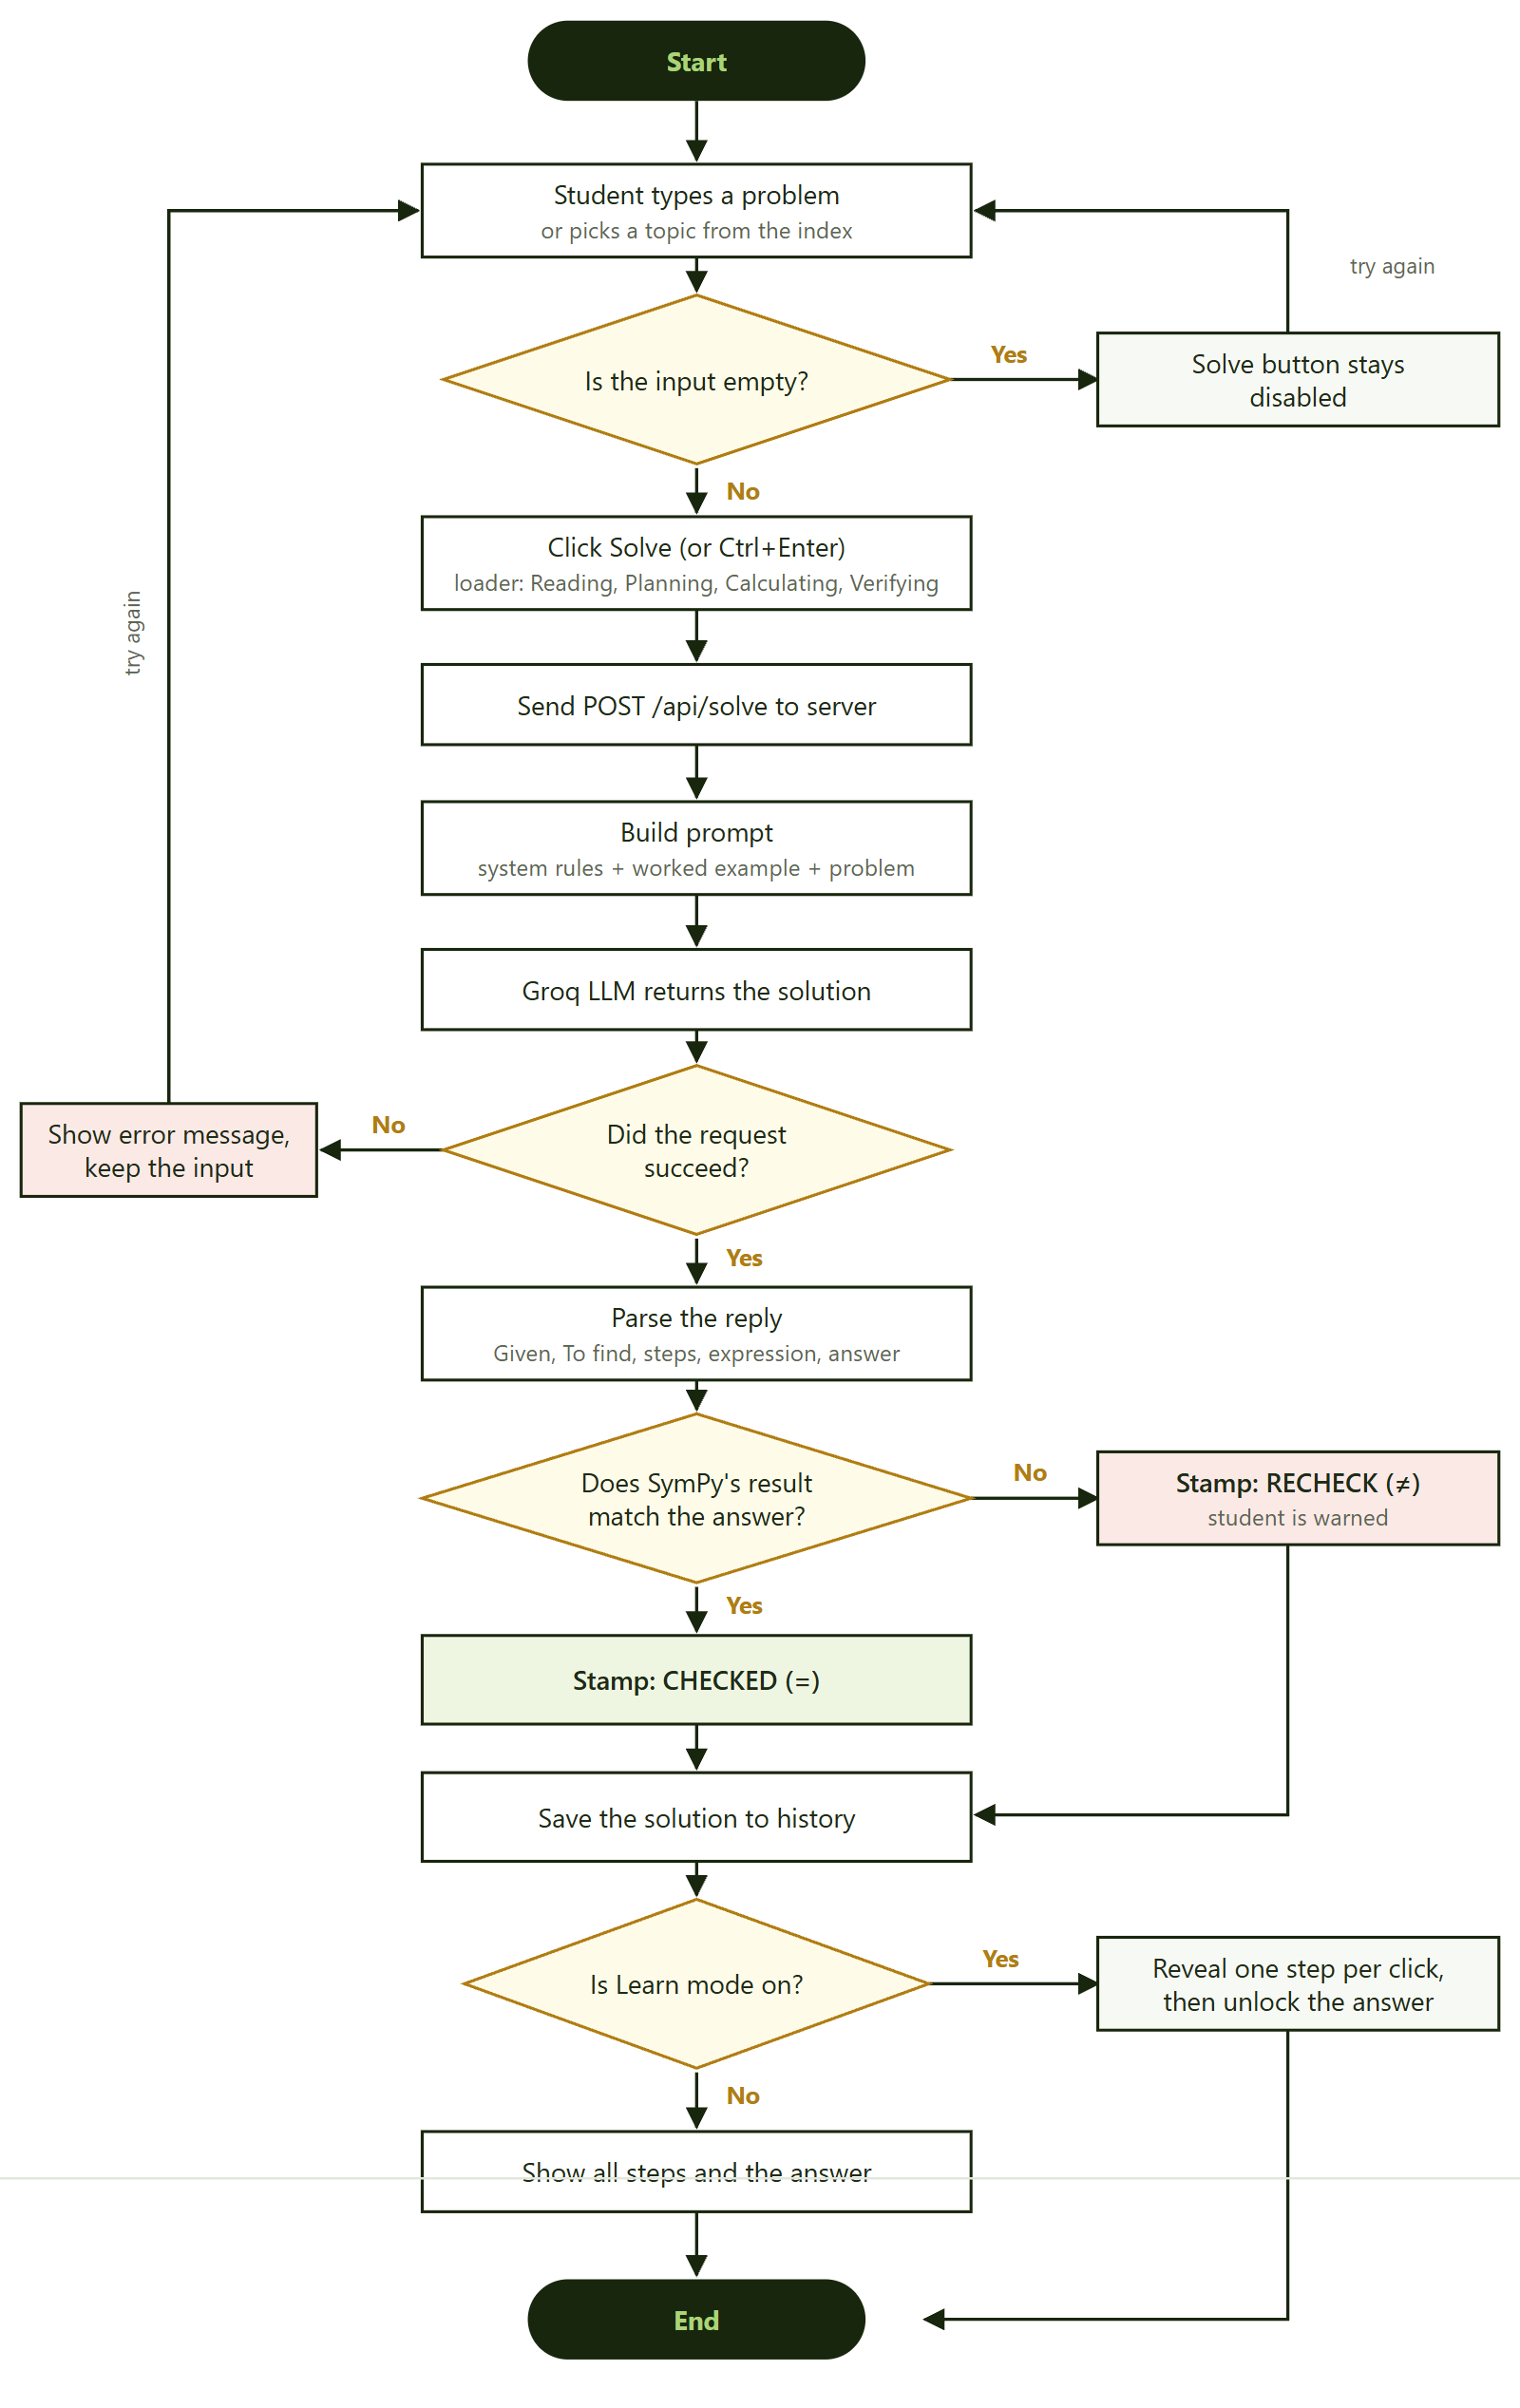 Start
Student types a problem
or picks a topic from the index
try again
Is the input empty?
Yes
Solve button stays
disabled
No
Click Solve (or Ctrl+Enter)
loader: Reading, Planning, Calculating, Verifying
try again
Send POST /api/solve to server
Build prompt
system rules + worked example + problem
Groq LLM returns the solution
Did the request
succeed?
No
Show error message,
keep the input
Yes
Parse the reply
Given, To find, steps, expression, answer
Does SymPy's result
match the answer?
No
Stamp: RECHECK (≠)
student is warned
Yes
Stamp: CHECKED (=)
Save the solution to history
Is Learn mode on?
Yes
Reveal one step per click,
then unlock the answer
No
Show all steps and the answer
End